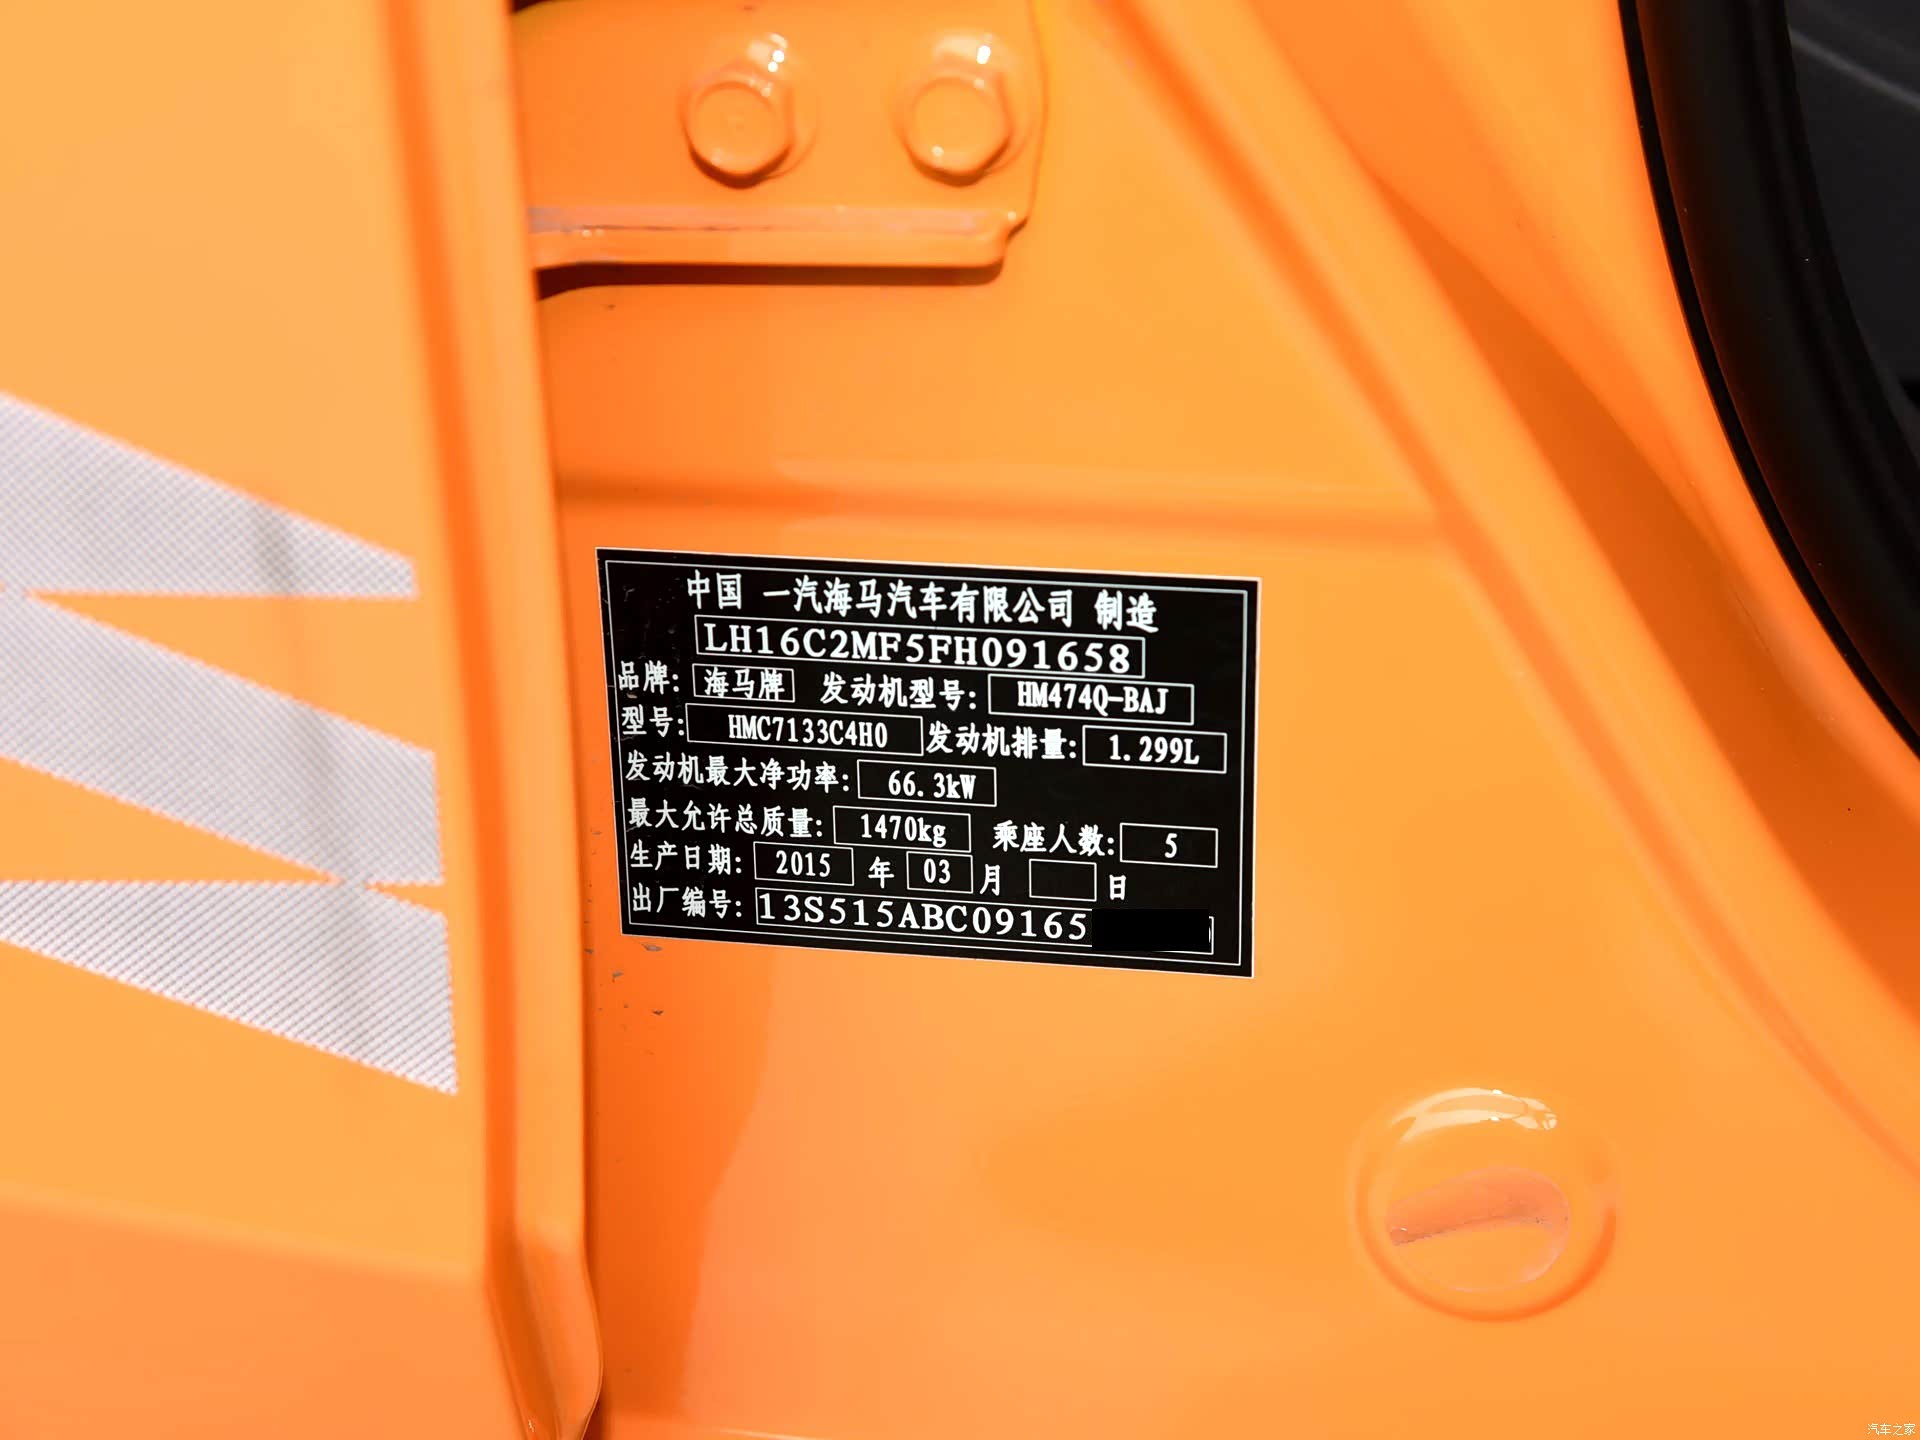 中国 一汽海马汽车有限公司 制造
LH16C2MF5FH091658
品牌: 海马牌 发动机型号: HM474Q-BAJ
型号: HMC7133C4H0 发动机排量: 1.299L
发动机最大净功率: 66.3kW
最大允许总质量: 1470kg 乘座人数: 5
生产日期: 2015 年 03 月 日
出厂编号: 13S515ABC09165
汽车之家